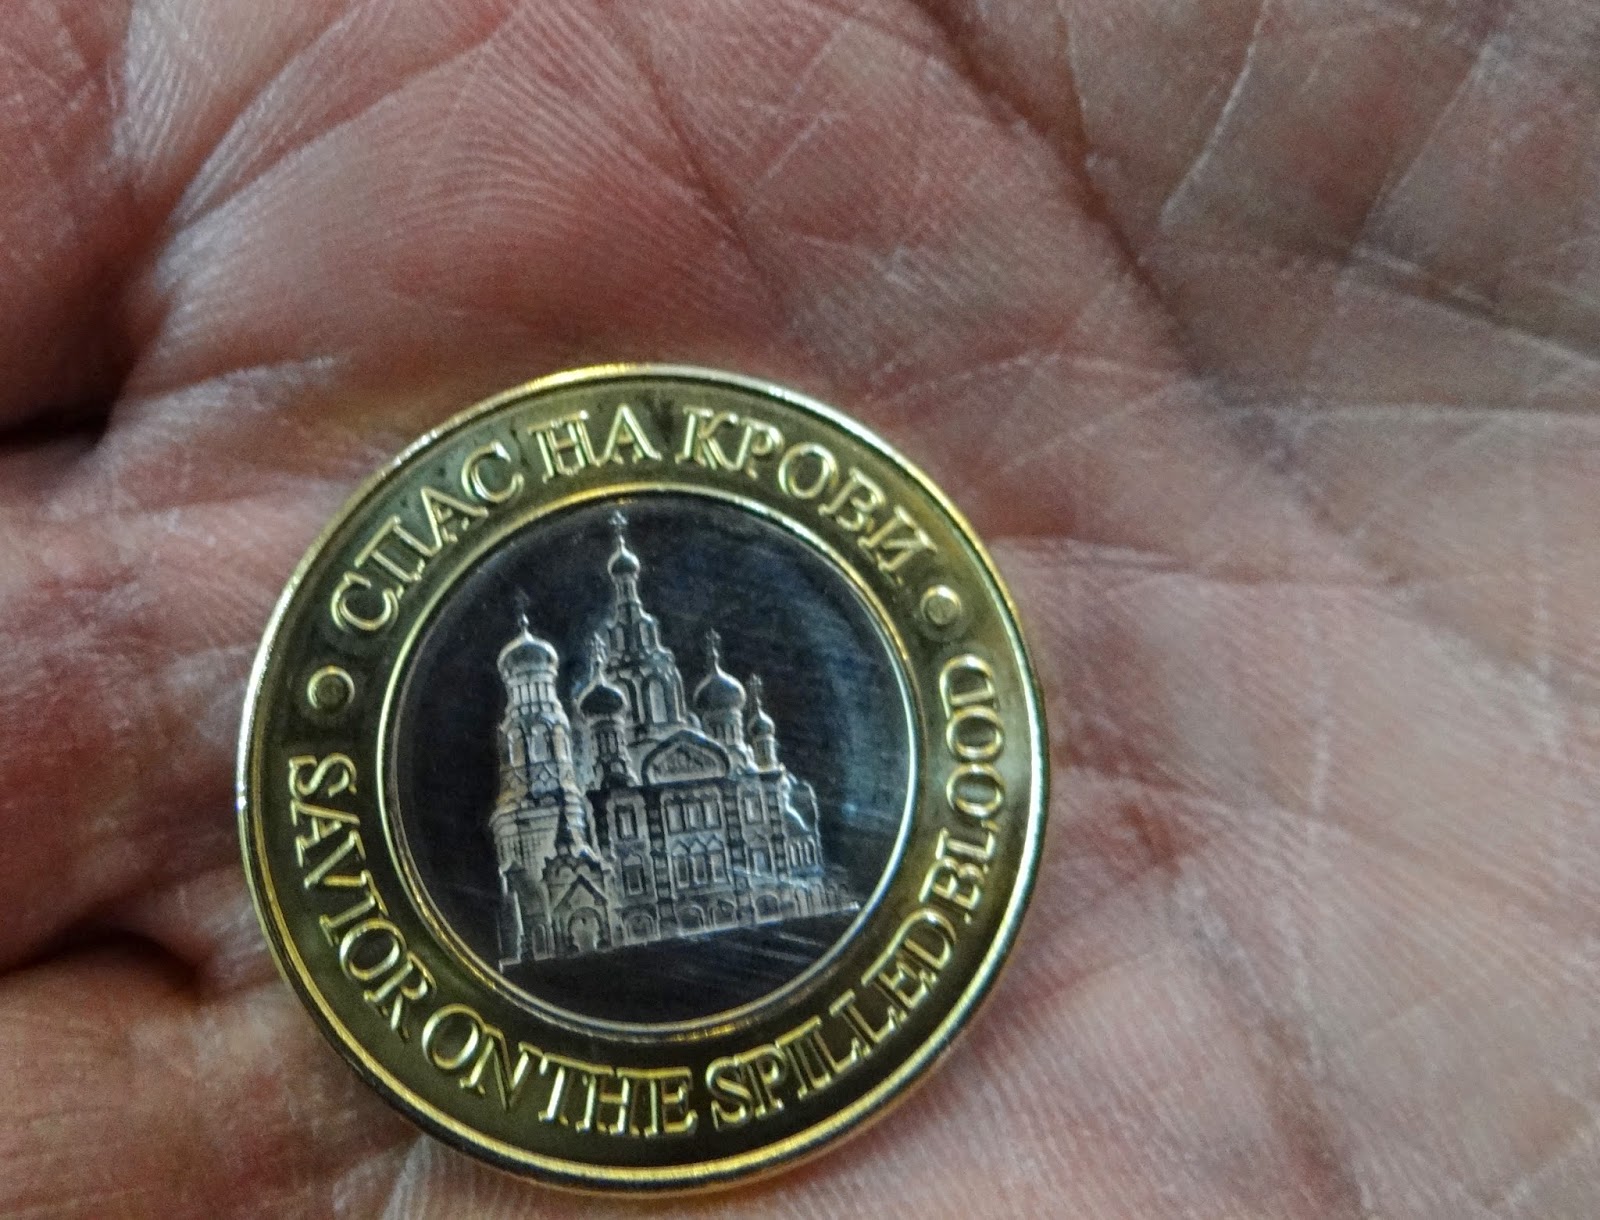 СПАС НА КРОВИ
SAVIOR ON THE SPILLED BLOOD